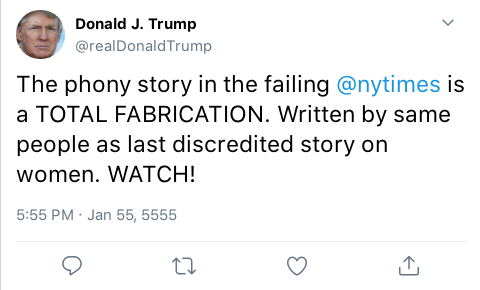 Donald J. Trump
@realDonaldTrump
The phony story in the failing @nytimes is
a TOTAL FABRICATION. Written by same
people as last discredited story on
women. WATCH!
5:55 PM · Jan 55, 5555